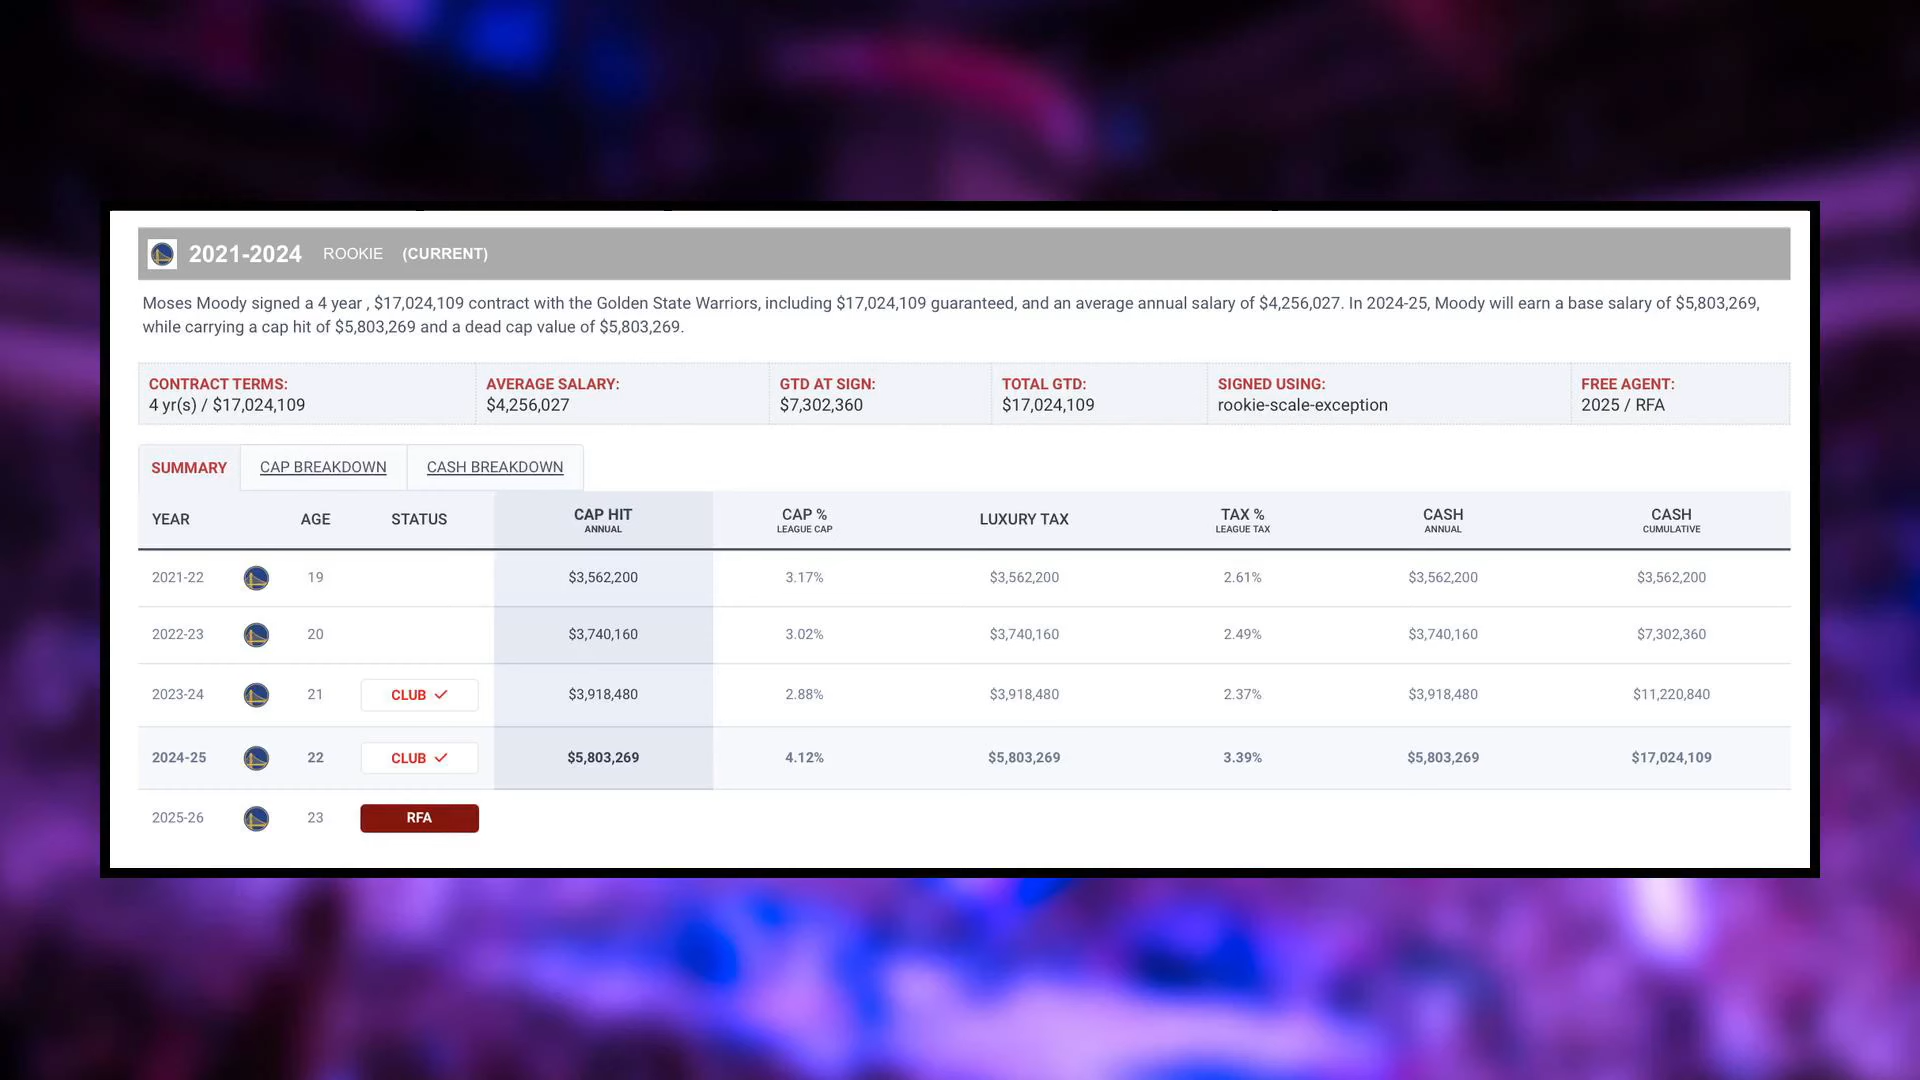 2021-2024 ROOKIE (CURRENT)
Moses Moody signed a 4 year , $17,024,109 contract with the Golden State Warriors, including $17,024,109 guaranteed, and an average annual salary of $4,256,027. In 2024-25, Moody will earn a base salary of $5,803,269,
while carrying a cap hit of $5,803,269 and a dead cap value of $5,803,269.
CONTRACT TERMS: AVERAGE SALARY: GTD AT SIGN: TOTAL GTD: SIGNED USING: FREE AGENT:
4 yr(s) / $17,024,109 $4,256,027 $7,302,360 $17,024,109 rookie-scale-exception 2025 / RFA
SUMMARY CAP BREAKDOWN CASH BREAKDOWN
YEAR AGE STATUS CAP HIT CAP % LUXURY TAX TAX % CASH CASH
ANNUAL LEAGUE CAP LEAGUE TAX ANNUAL CUMULATIVE
2021-22 19 $3,562,200 3.17% $3,562,200 2.61% $3,562,200 $3,562,200
2022-23 20 $3,740,160 3.02% $3,740,160 2.49% $3,740,160 $7,302,360
2023-24 21 CLUB $3,918,480 2.88% $3,918,480 2.37% $3,918,480 $11,220,840
2024-25 22 CLUB $5,803,269 4.12% $5,803,269 3.39% $5,803,269 $17,024,109
2025-26 23 RFA